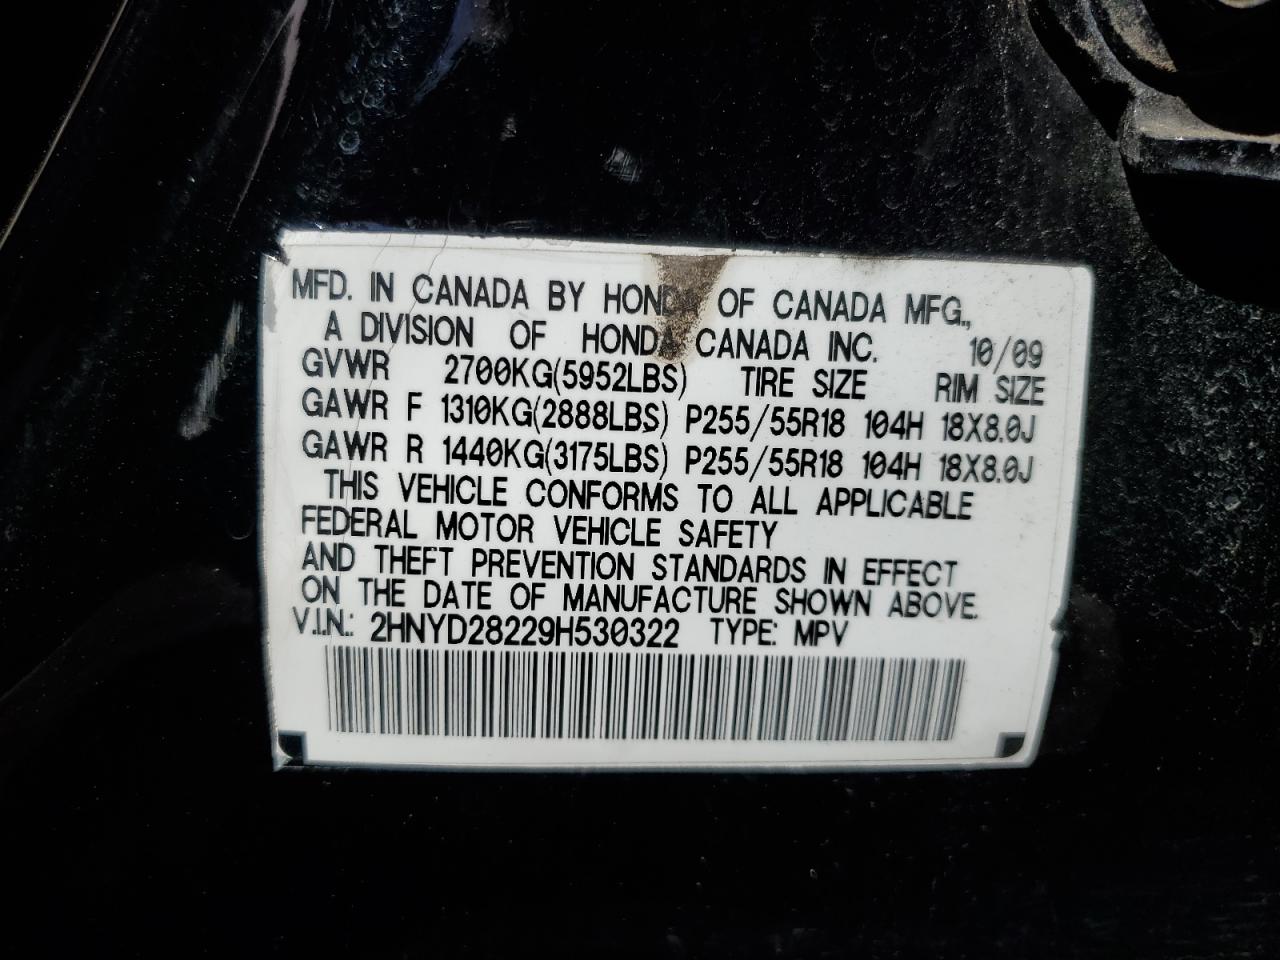 MFD. IN CANADA BY HONDA OF CANADA MFG.,
A DIVISION OF HONDA CANADA INC. 10/09
GVWR 2700KG(5952LBS) TIRE SIZE RIM SIZE
GAWR F 1310KG(2888LBS) P255/55R18 104H 18X8.0J
GAWR R 1440KG(3175LBS) P255/55R18 104H 18X8.0J
THIS VEHICLE CONFORMS TO ALL APPLICABLE
FEDERAL MOTOR VEHICLE SAFETY
AND THEFT PREVENTION STANDARDS IN EFFECT
ON THE DATE OF MANUFACTURE SHOWN ABOVE.
V.I.N.: 2HNYD28229H530322 TYPE: MPV